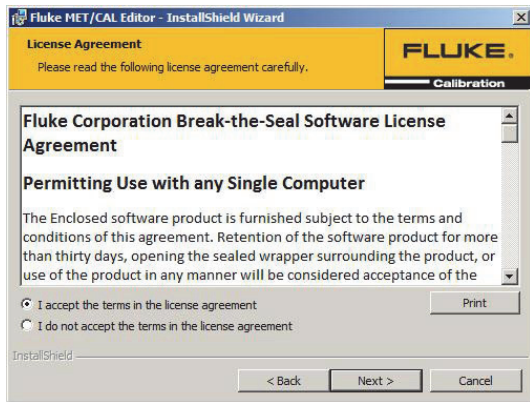 Fluke MET/CAL Editor - InstallShield Wizard
License Agreement
Please read the following license agreement carefully.
FLUKE.
Calibration
Fluke Corporation Break-the-Seal Software License
Agreement
Permitting Use with any Single Computer
The Enclosed software product is furnished subject to the terms and
conditions of this agreement. Retention of the software product for more
than thirty days, opening the sealed wrapper surrounding the product, or
use of the product in any manner will be considered acceptance of the
I accept the terms in the license agreement
Print
I do not accept the terms in the license agreement
InstallShield
< Back
Next >
Cancel